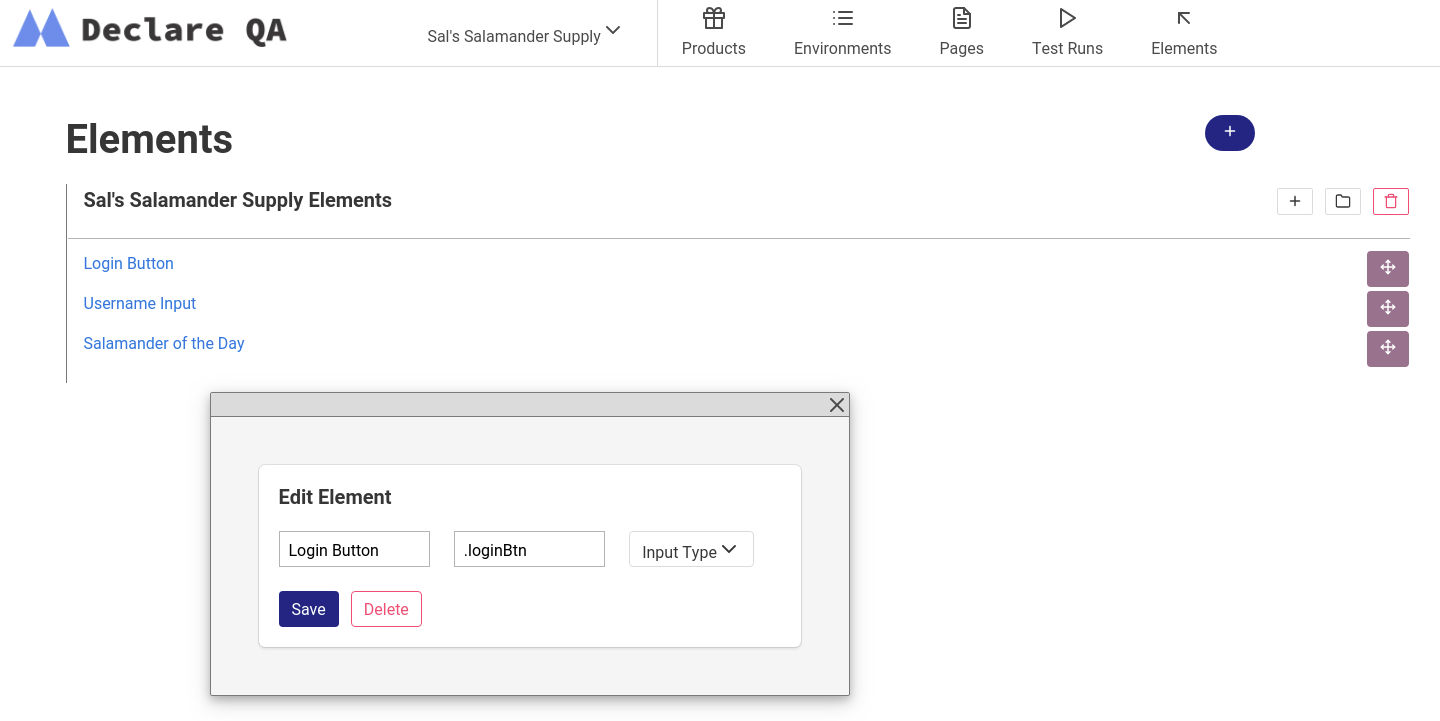 Declare QA
Sal's Salamander Supply
Products
Environments
Pages
Test Runs
Elements
Elements
Sal's Salamander Supply Elements
Login Button
Username Input
Salamander of the Day
Edit Element
Login Button
.loginBtn
Input Type
Save
Delete